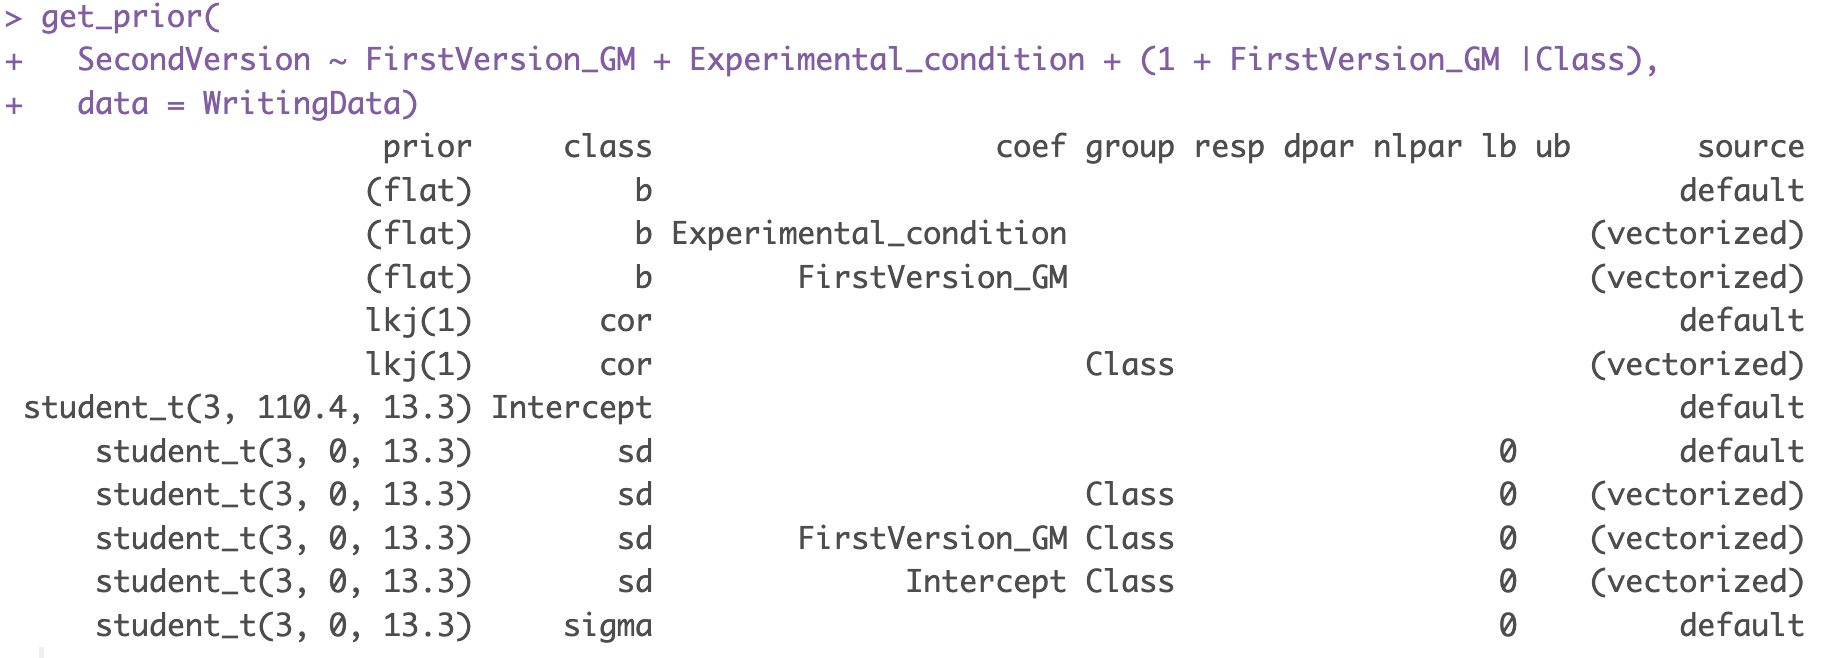 > get_prior(
+   SecondVersion ~ FirstVersion_GM + Experimental_condition + (1 + FirstVersion_GM |Class),
+   data = WritingData)
prior class coef group resp dpar nlpar lb ub source
(flat) b default
(flat) b Experimental_condition (vectorized)
(flat) b FirstVersion_GM (vectorized)
lkj(1) cor default
lkj(1) cor Class (vectorized)
student_t(3, 110.4, 13.3) Intercept default
student_t(3, 0, 13.3) sd 0 default
student_t(3, 0, 13.3) sd Class 0 (vectorized)
student_t(3, 0, 13.3) sd FirstVersion_GM Class 0 (vectorized)
student_t(3, 0, 13.3) sd Intercept Class 0 (vectorized)
student_t(3, 0, 13.3) sigma 0 default